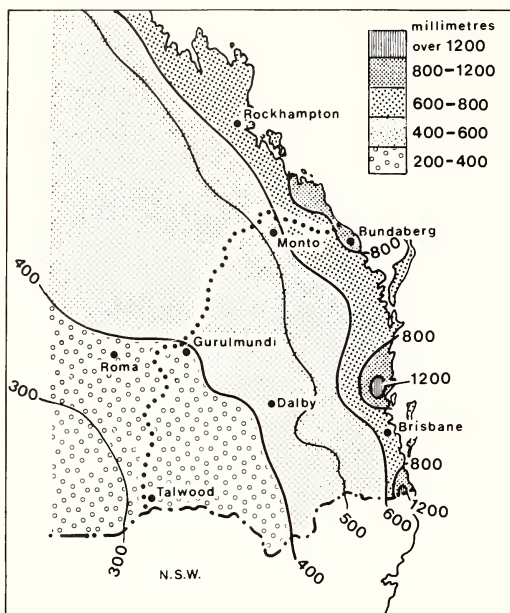 millimetres
over 1200
800-1200
600-800
400-600
200-400
Rockhampton
Bundaberg
Monto
800
400
Gurulmundi
Roma
800
300
1200
Dalby
Brisbane
800
Talwood
1200
500
600
300
400
N.S.W.